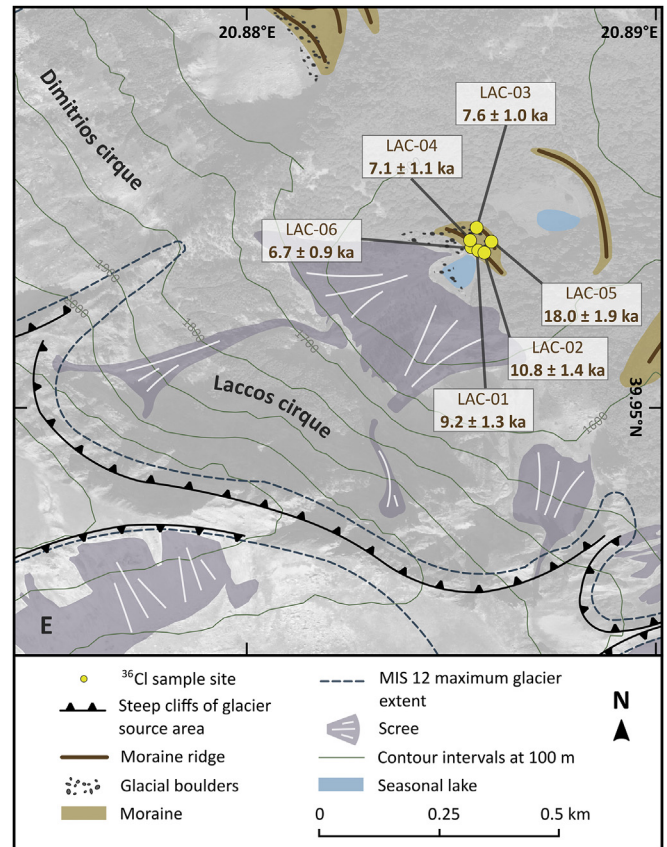 20.88°E
20.89°E
Dimitrios cirque
LAC-03
7.6 ± 1.0 ka
LAC-04
7.1 ± 1.1 ka
LAC-06
6.7 ± 0.9 ka
LAC-05
18.0 ± 1.9 ka
LAC-02
10.8 ± 1.4 ka
LAC-01
9.2 ± 1.3 ka
39.95°N
Laccos cirque
1800
1700
1600
E
³⁶Cl sample site
Steep cliffs of glacier
source area
Moraine ridge
Glacial boulders
Moraine
MIS 12 maximum glacier
extent
Scree
Contour intervals at 100 m
Seasonal lake
N
0 0.25 0.5 km